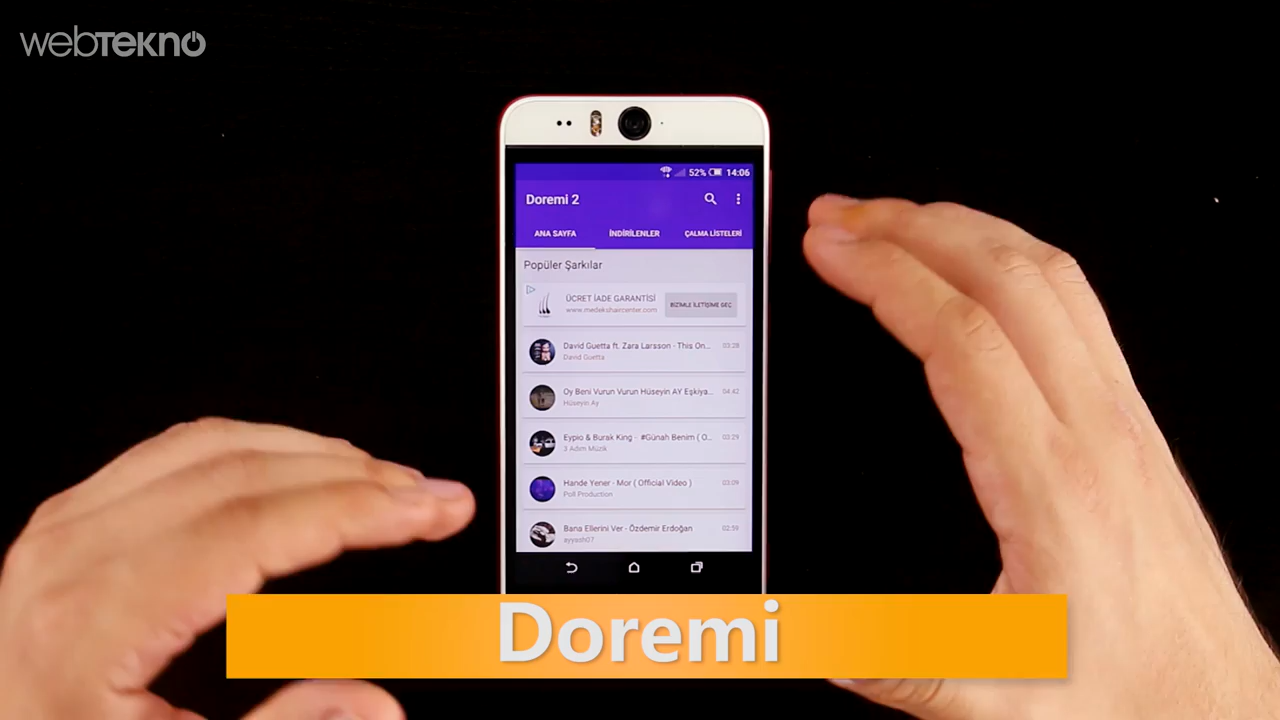 webTEKNO
52% 14:06
Doremi 2
ANA SAYFA İNDİRİLENLER ÇALMA LİSTELERİ
Popüler Şarkılar
ÜCRET İADE GARANTİSİ
www.medekshaircenter.com
BİZİMLE İLETİŞİME GEÇ
David Guetta ft. Zara Larsson - This On... 03:28
David Guetta
Oy Beni Vurun Vurun Hüseyin AY Eşkiya... 04:42
Hüseyin Ay
Eypio & Burak King - #Günah Benim ( O... 03:29
3 Adım Müzik
Hande Yener - Mor ( Official Video ) 03:09
Poll Production
Bana Ellerini Ver - Özdemir Erdoğan 02:59
ayyash07
Doremi